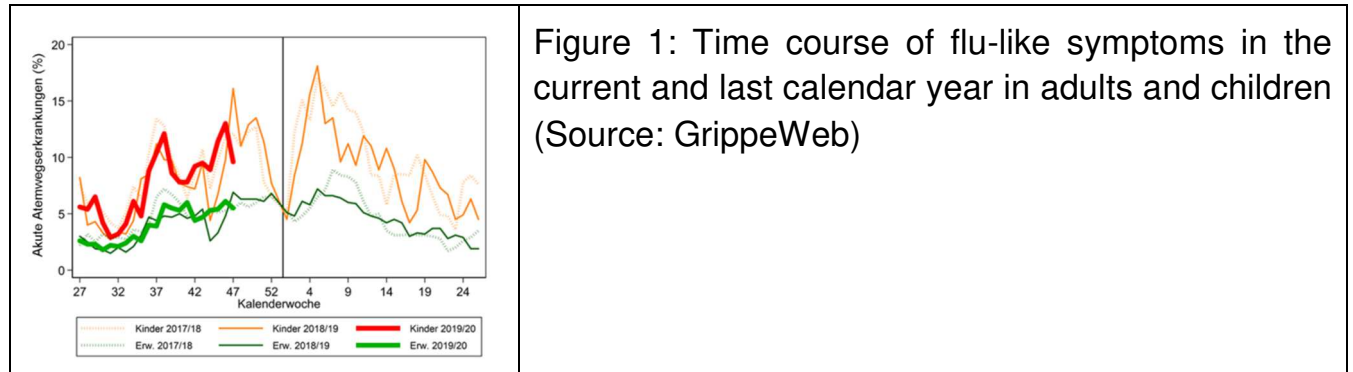 Figure 1: Time course of flu-like symptoms in the
current and last calendar year in adults and children
(Source: GrippeWeb)
Akute Atemwegserkrankungen (%)
20
15
10
5
0
27 32 37 42 47 52 4 9 14 19 24
Kalenderwoche
Kinder 2017/18 Kinder 2018/19 Kinder 2019/20
Erw. 2017/18 Erw. 2018/19 Erw. 2019/20